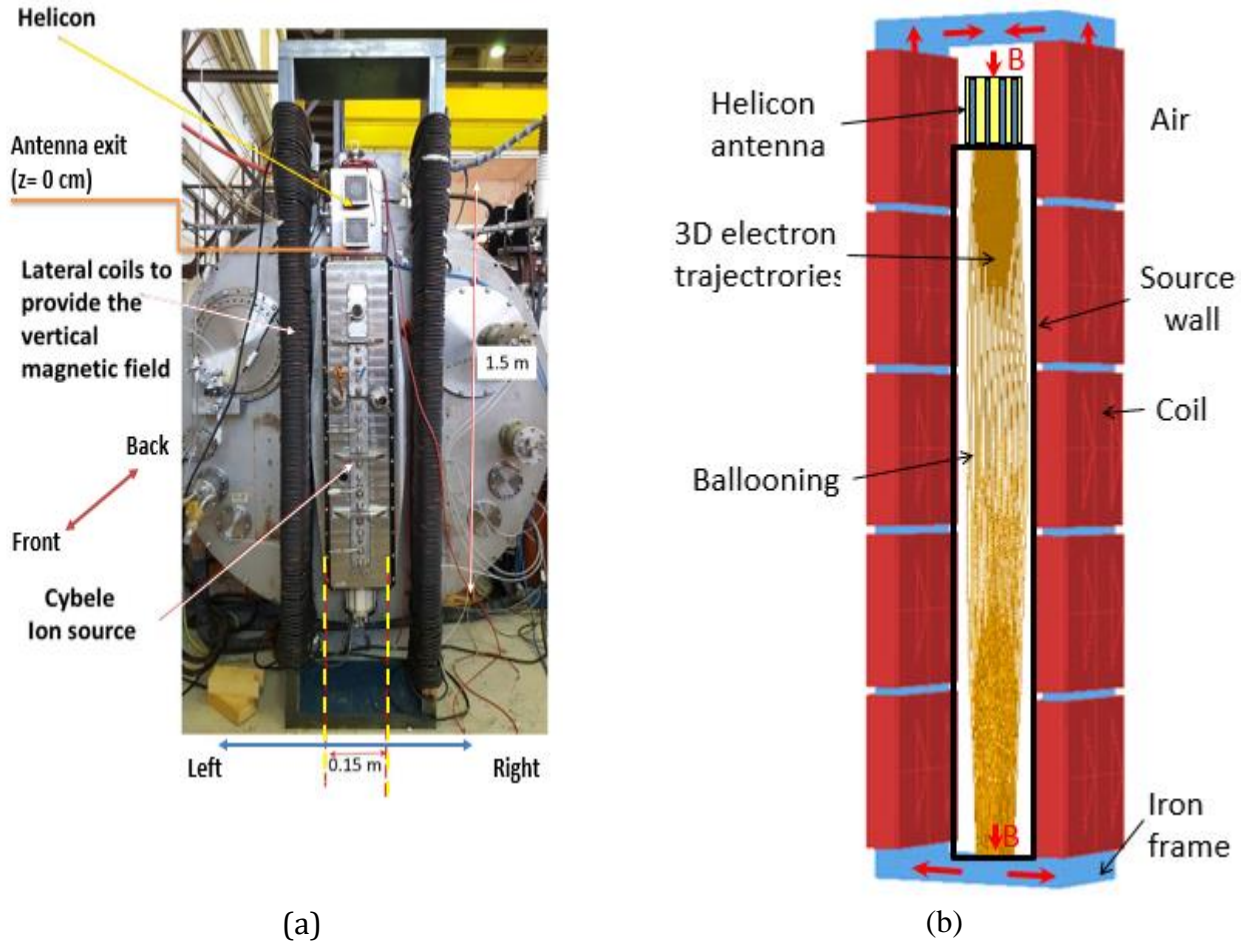 Helicon
Antenna exit
(z= 0 cm)
Lateral coils to
provide the
vertical
magnetic field
Back
Front
Cybele
Ion source
1.5 m
Left
0.15 m
Right
(a)
B
Helicon
antenna
Air
3D electron
trajectrories
Source
wall
Coil
Ballooning
B
Iron
frame
(b)